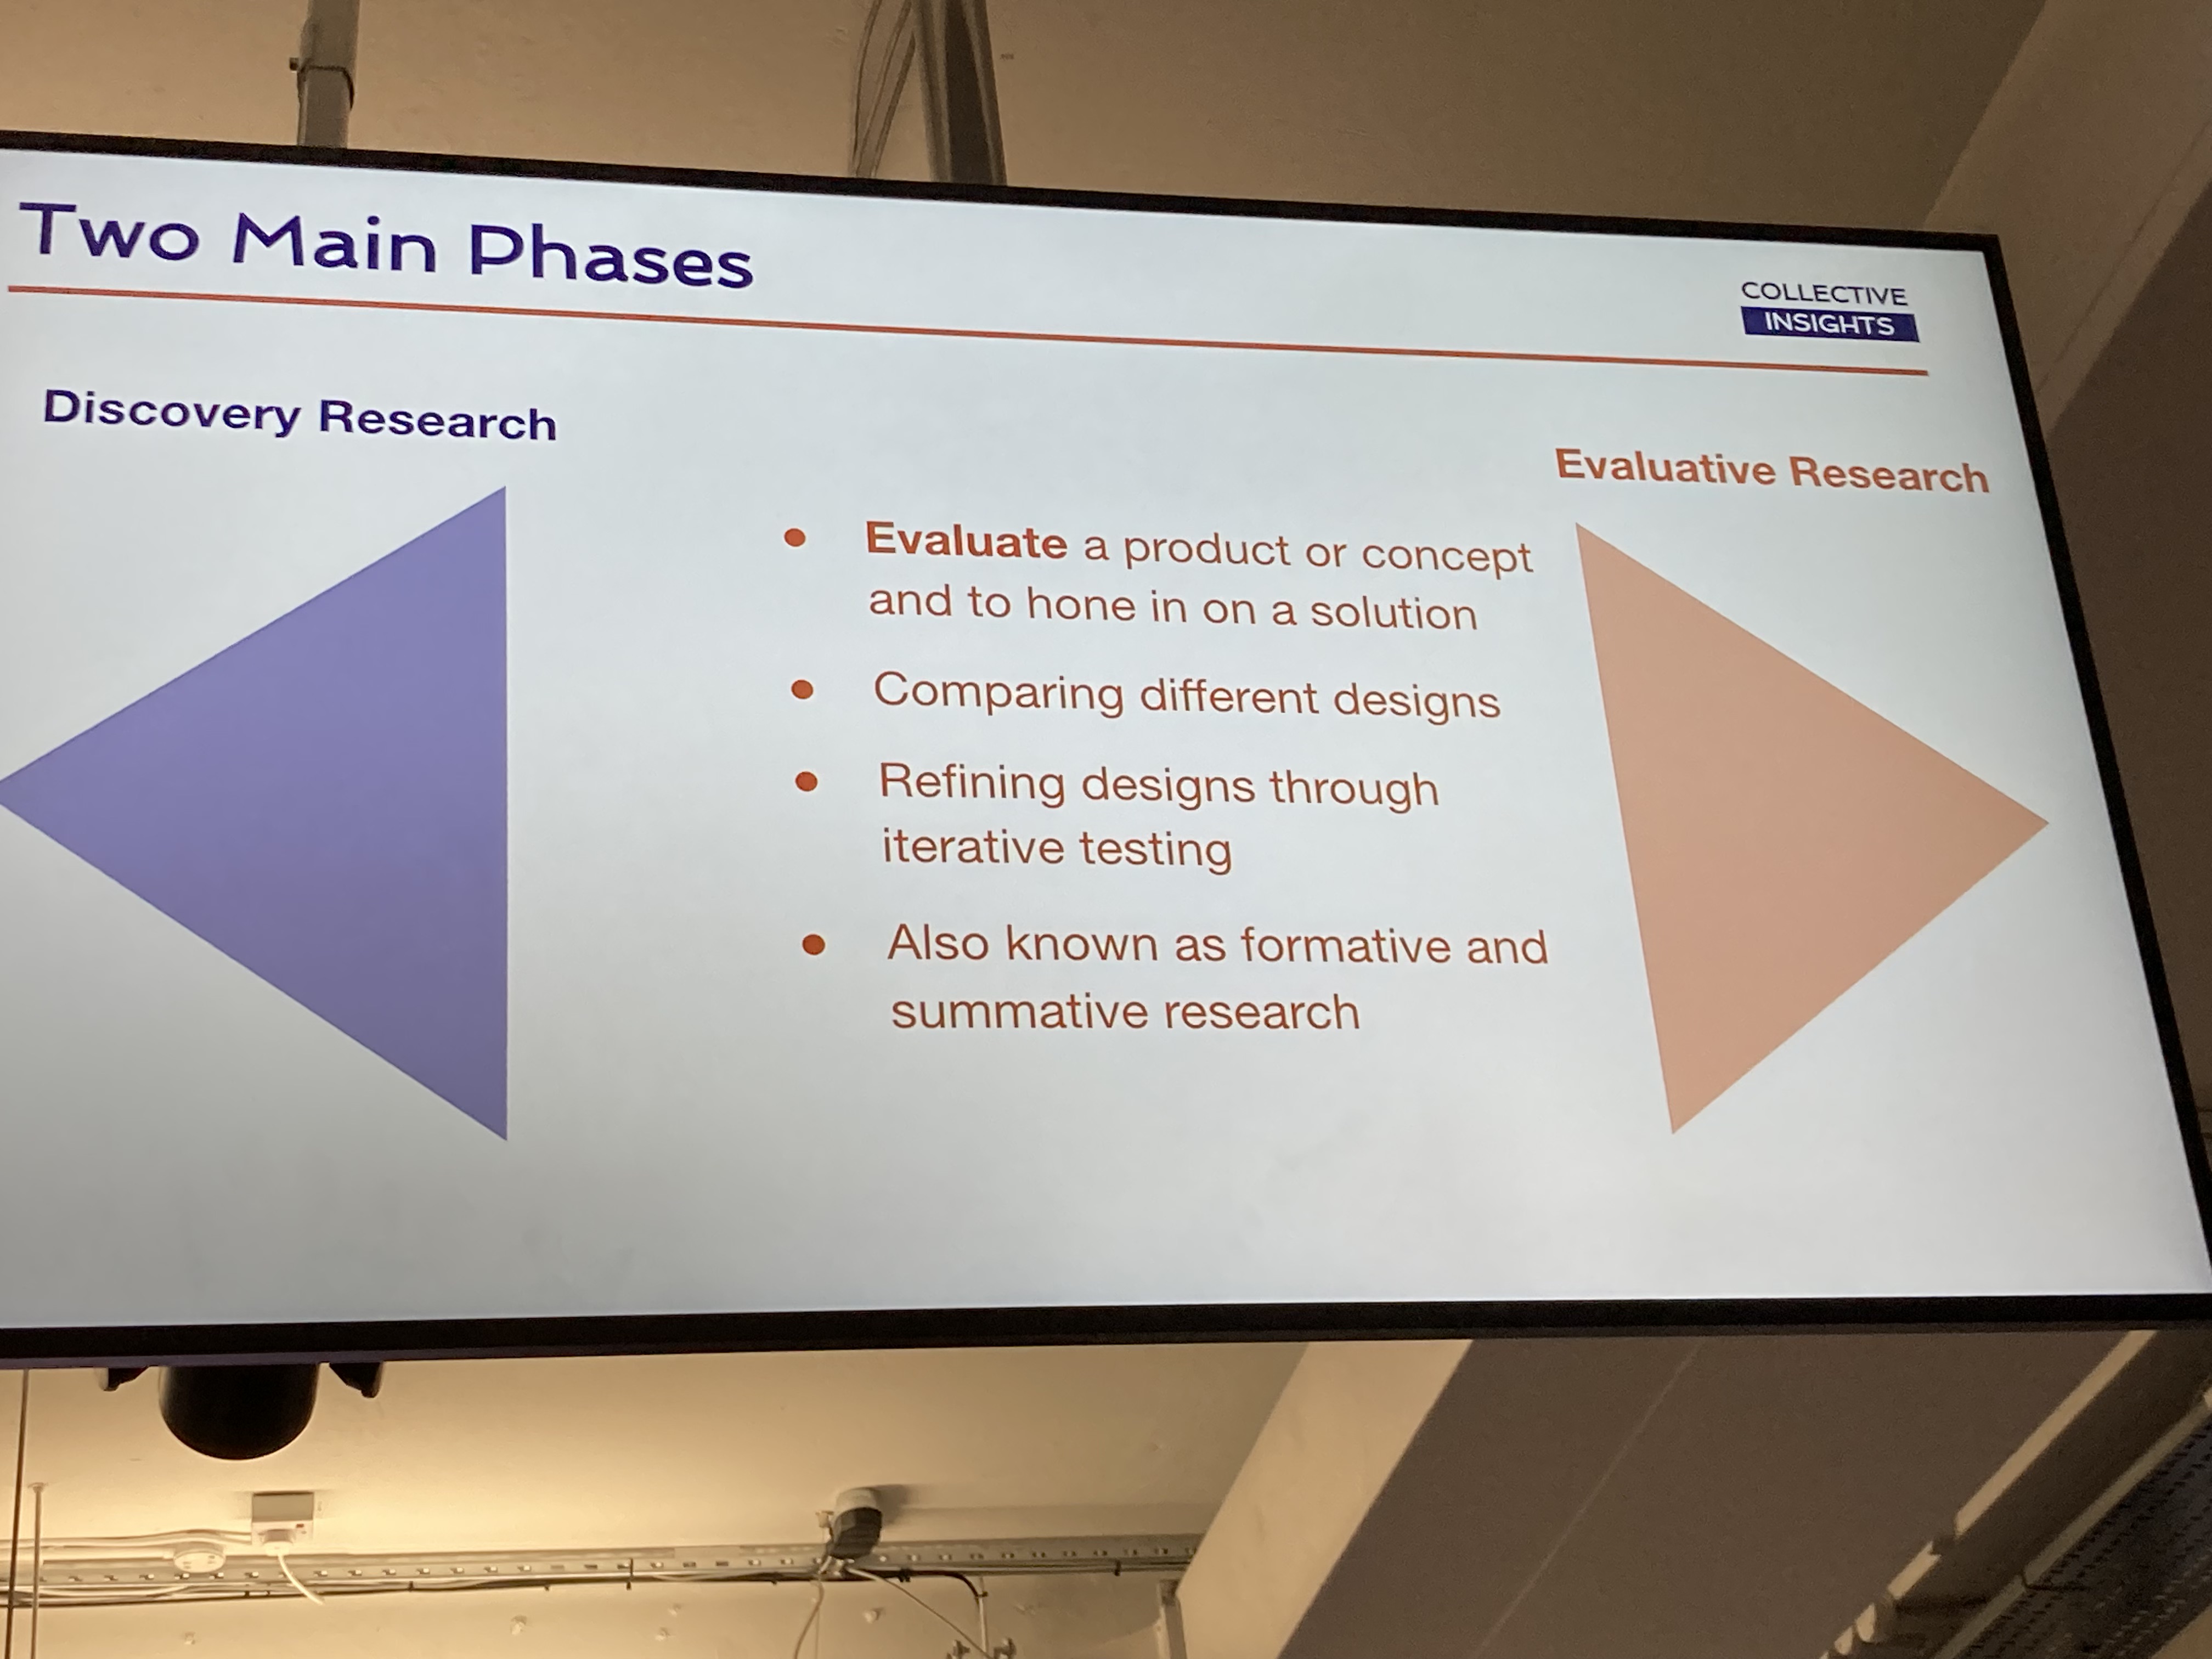 Two Main Phases
COLLECTIVE
INSIGHTS
Discovery Research
Evaluative Research
• Evaluate a product or concept
and to hone in on a solution
• Comparing different designs
• Refining designs through
iterative testing
• Also known as formative and
summative research